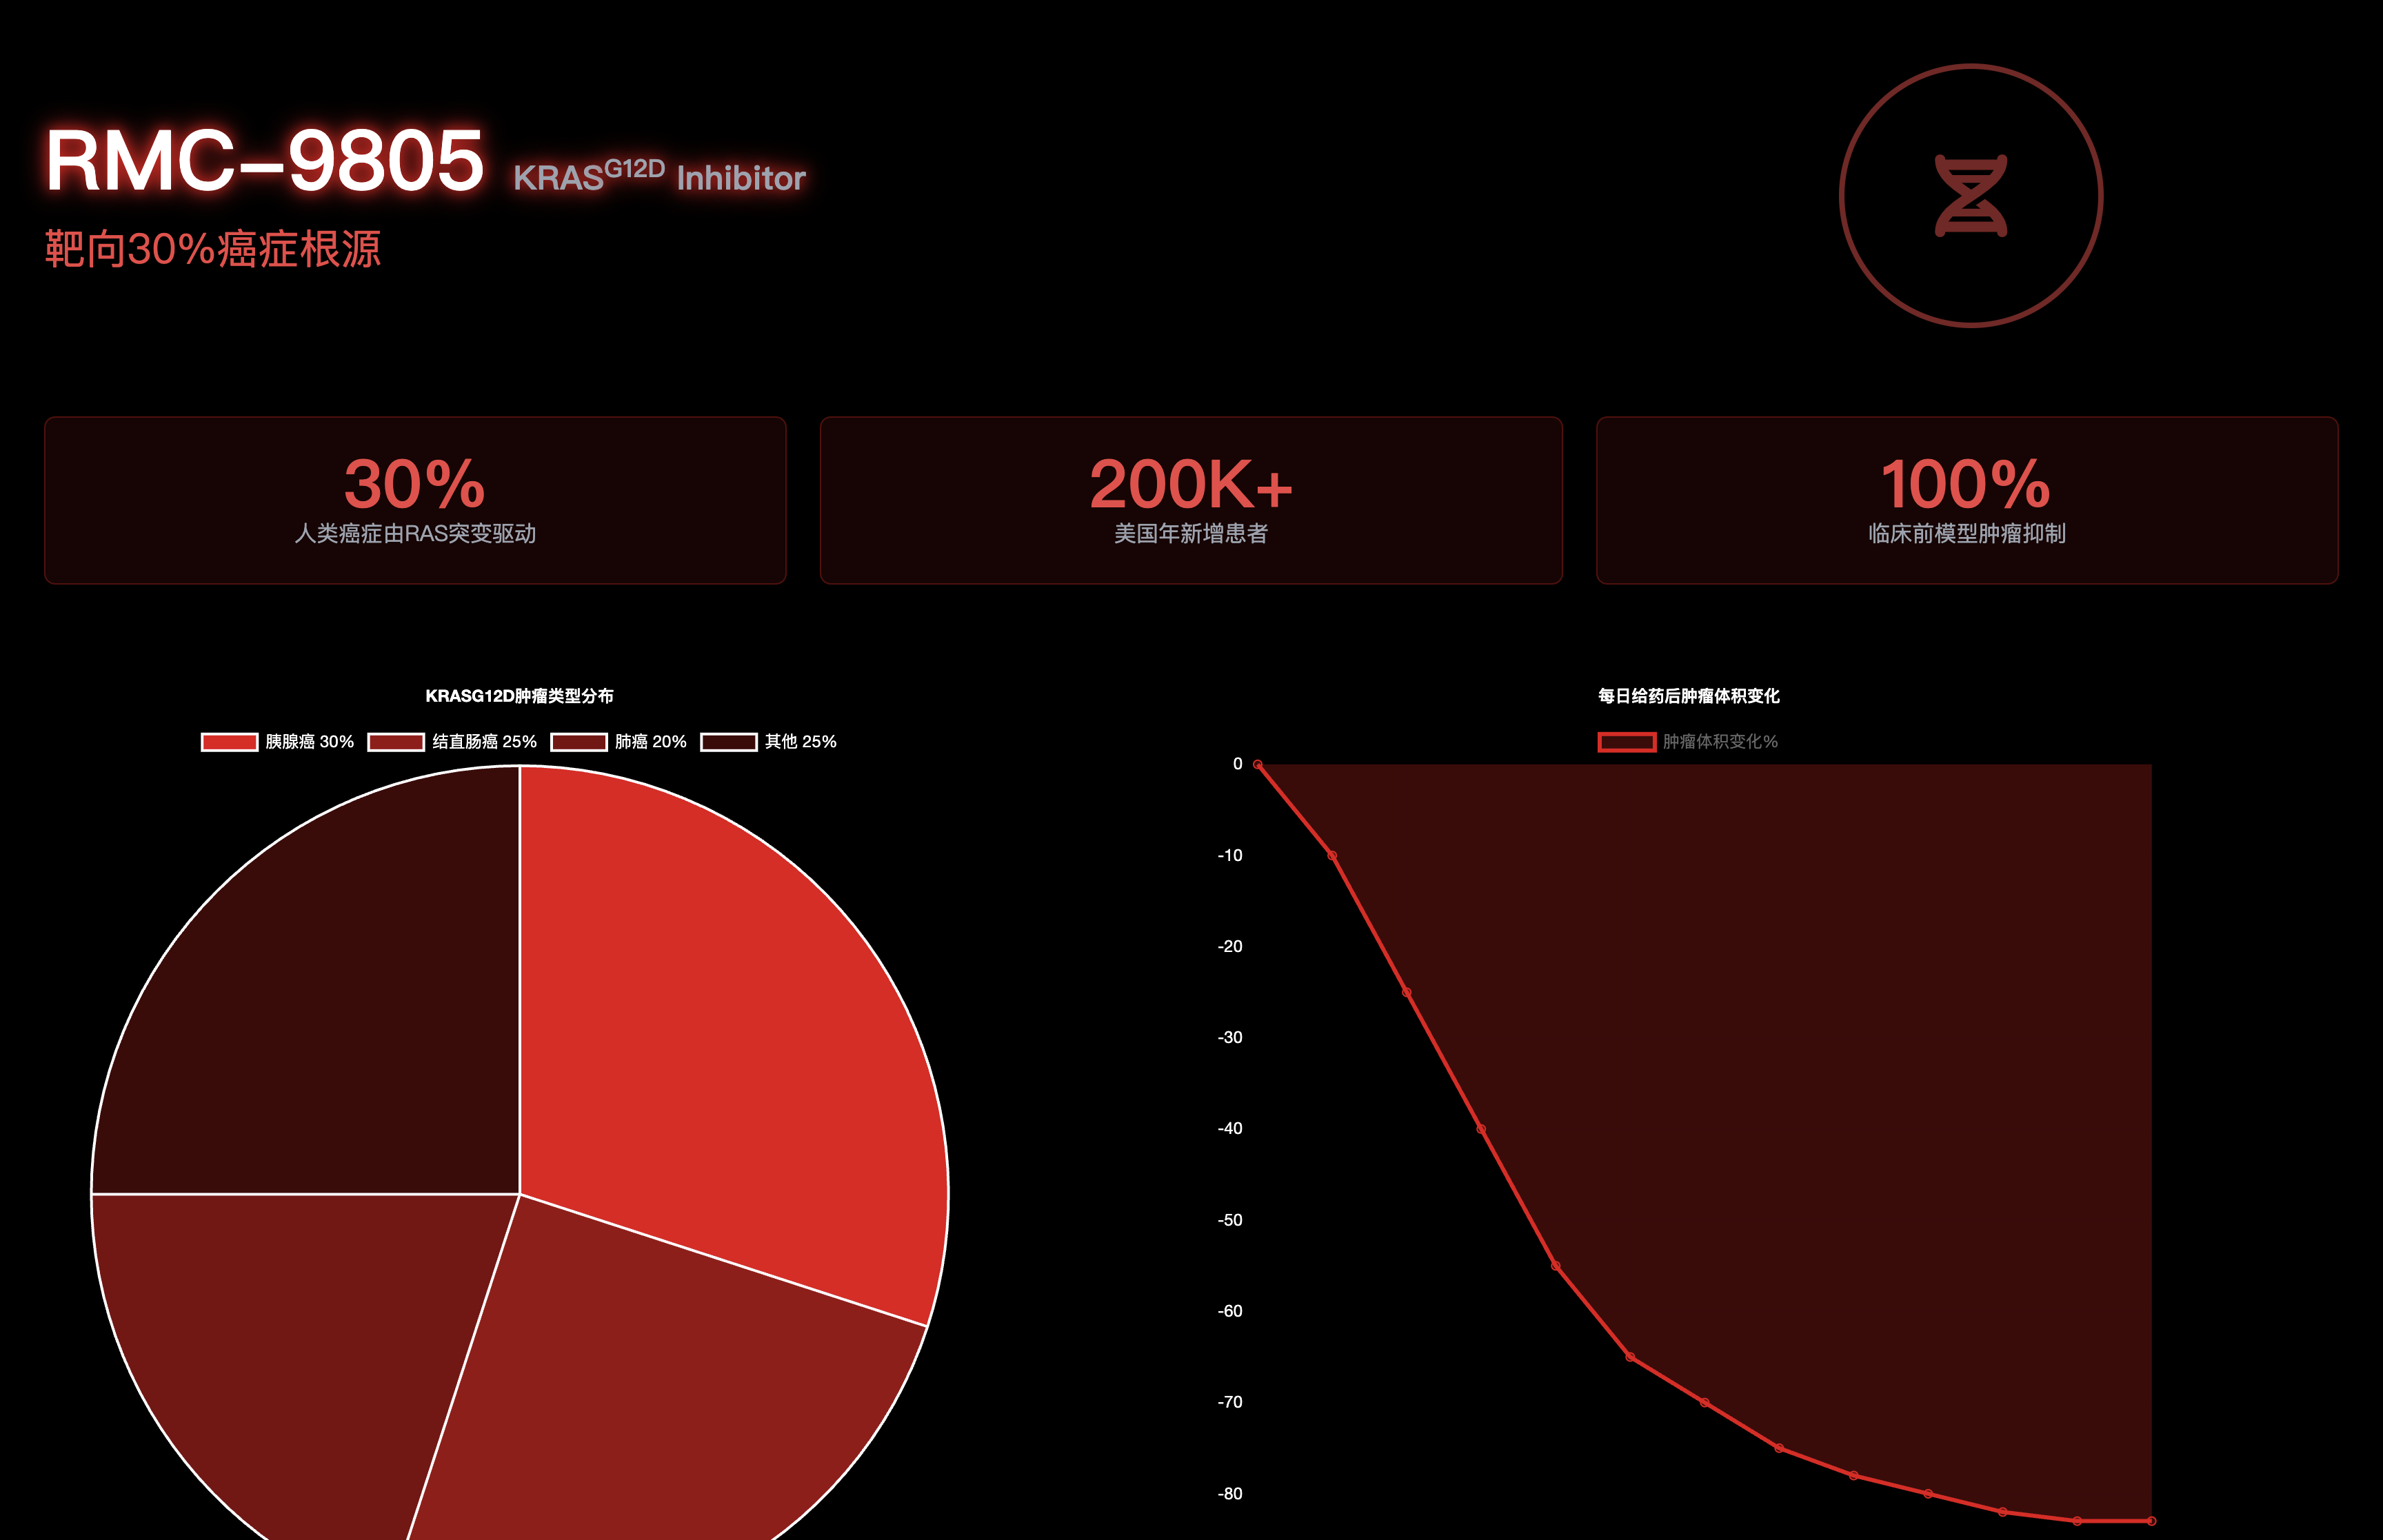 RMC-9805 KRASG12D Inhibitor
靶向30%癌症根源
30%
人类癌症由RAS突变驱动
200K+
美国年新增患者
100%
临床前模型肿瘤抑制
KRASG12D肿瘤类型分布
胰腺癌 30% 结直肠癌 25% 肺癌 20% 其他 25%
每日给药后肿瘤体积变化
肿瘤体积变化%
0
-10
-20
-30
-40
-50
-60
-70
-80